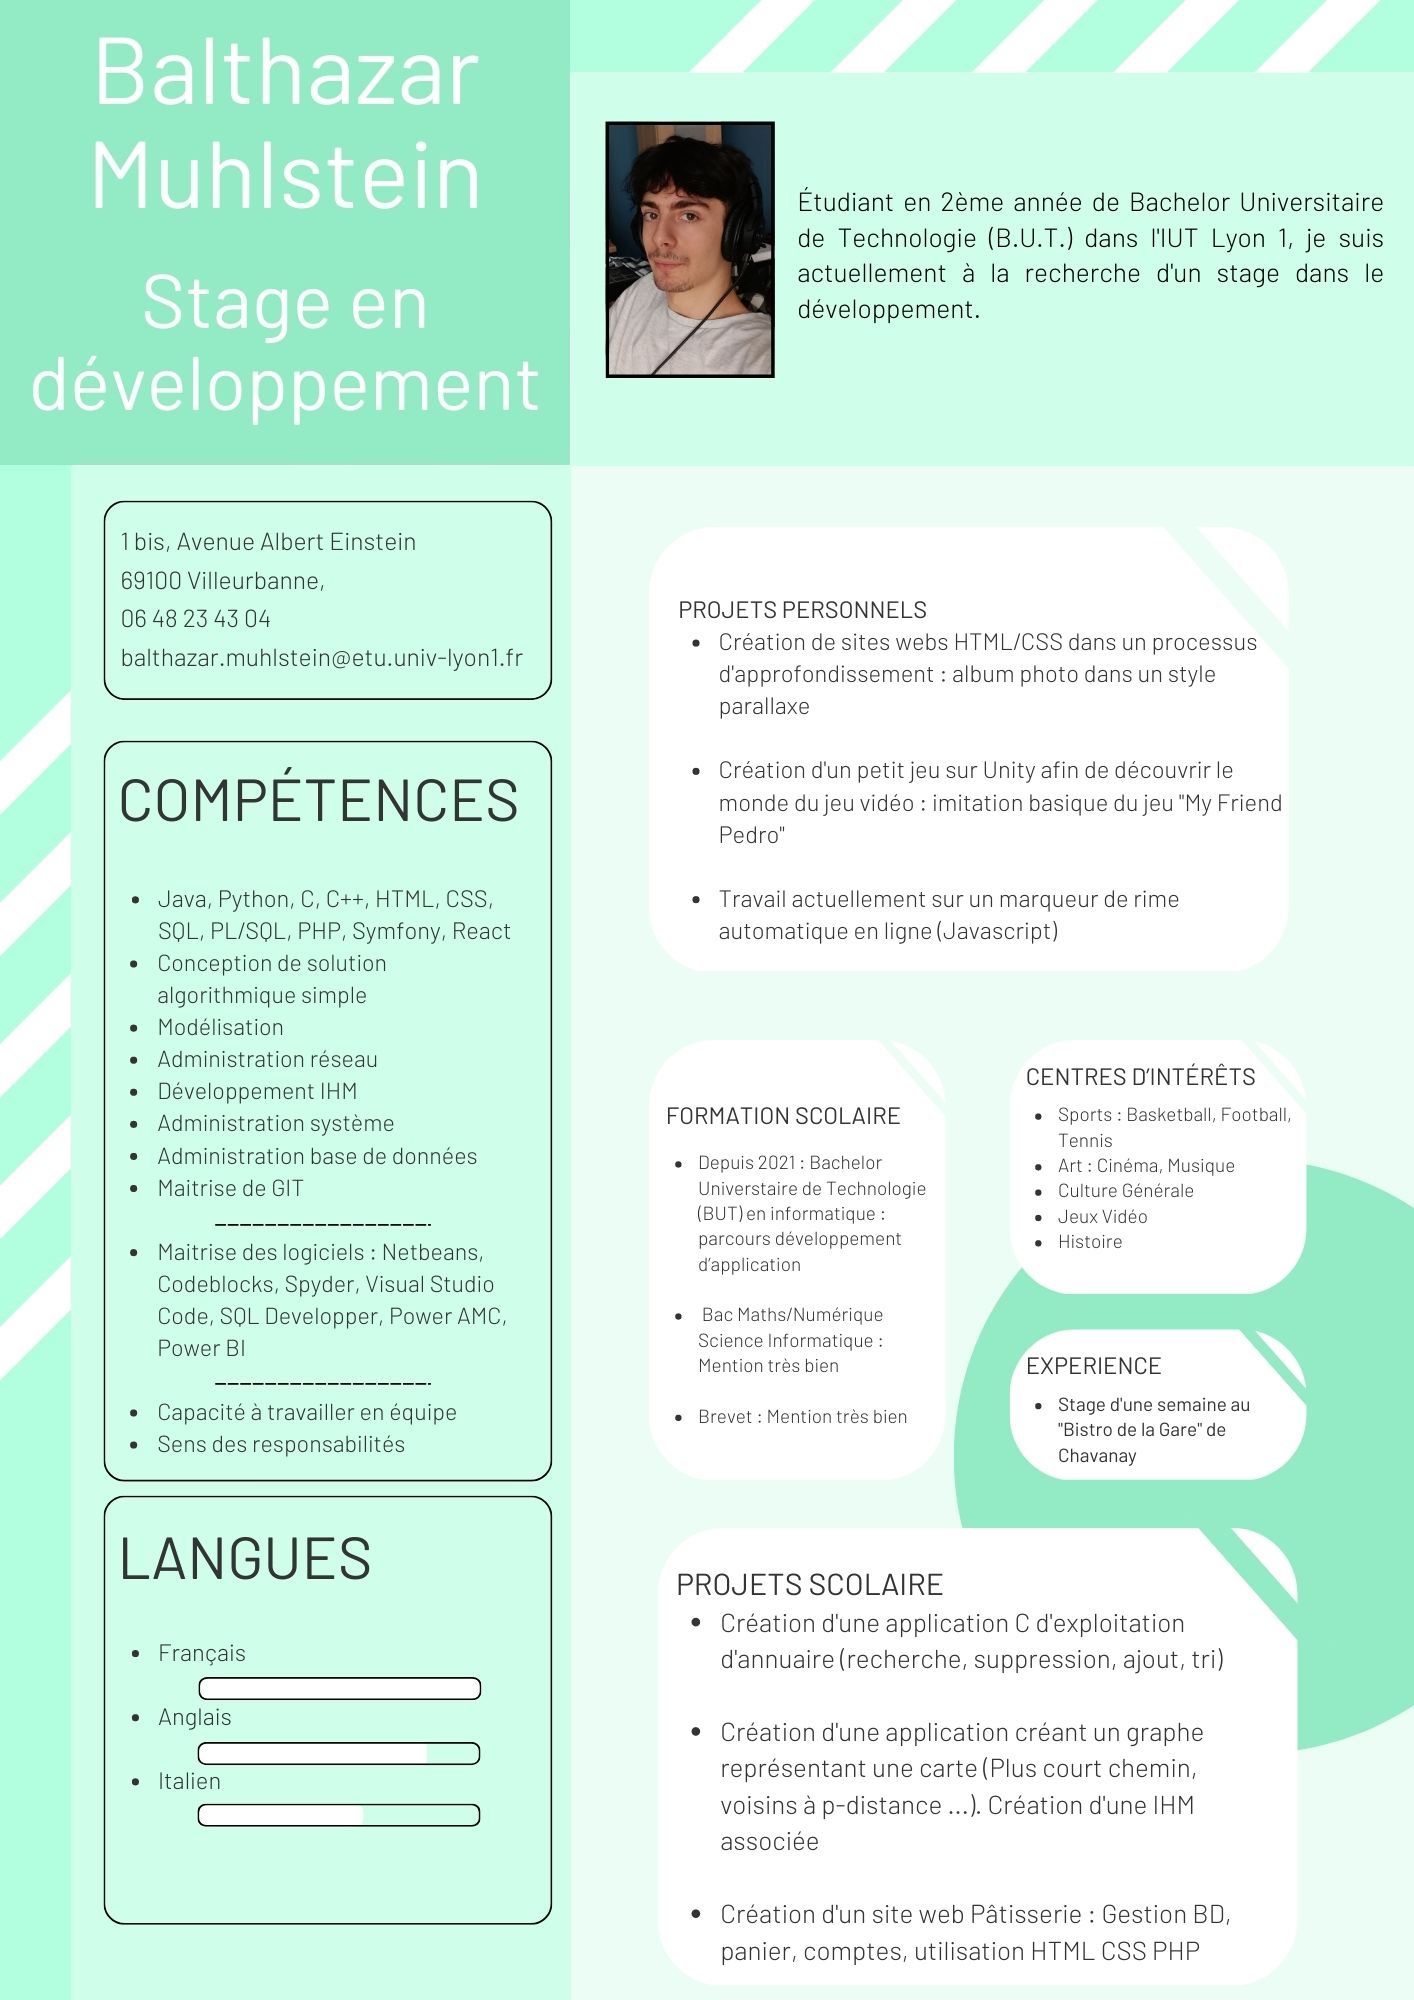 Balthazar
Muhlstein
Stage en
développement
Étudiant en 2ème année de Bachelor Universitaire
de Technologie (B.U.T.) dans l'IUT Lyon 1, je suis
actuellement à la recherche d'un stage dans le
développement.
1 bis, Avenue Albert Einstein
69100 Villeurbanne,
06 48 23 43 04
balthazar.muhlstein@etu.univ-lyon1.fr
COMPÉTENCES
• Java, Python, C, C++, HTML, CSS,
SQL, PL/SQL, PHP, Symfony, React
• Conception de solution
algorithmique simple
• Modélisation
• Administration réseau
• Développement IHM
• Administration système
• Administration base de données
• Maitrise de GIT
• Maitrise des logiciels : Netbeans,
Codeblocks, Spyder, Visual Studio
Code, SQL Developper, Power AMC,
Power BI
• Capacité à travailler en équipe
• Sens des responsabilités
LANGUES
• Français
• Anglais
• Italien
PROJETS PERSONNELS
• Création de sites webs HTML/CSS dans un processus
d'approfondissement : album photo dans un style
parallaxe
• Création d'un petit jeu sur Unity afin de découvrir le
monde du jeu vidéo : imitation basique du jeu "My Friend
Pedro"
• Travail actuellement sur un marqueur de rime
automatique en ligne (Javascript)
FORMATION SCOLAIRE
• Depuis 2021 : Bachelor
Universtaire de Technologie
(BUT) en informatique :
parcours développement
d’application
• Bac Maths/Numérique
Science Informatique :
Mention très bien
• Brevet : Mention très bien
CENTRES D’INTÉRÊTS
• Sports : Basketball, Football,
Tennis
• Art : Cinéma, Musique
• Culture Générale
• Jeux Vidéo
• Histoire
EXPERIENCE
• Stage d'une semaine au
"Bistro de la Gare" de
Chavanay
PROJETS SCOLAIRE
• Création d'une application C d'exploitation
d'annuaire (recherche, suppression, ajout, tri)
• Création d'une application créant un graphe
représentant une carte (Plus court chemin,
voisins à p-distance ...). Création d'une IHM
associée
• Création d'un site web Pâtisserie : Gestion BD,
panier, comptes, utilisation HTML CSS PHP